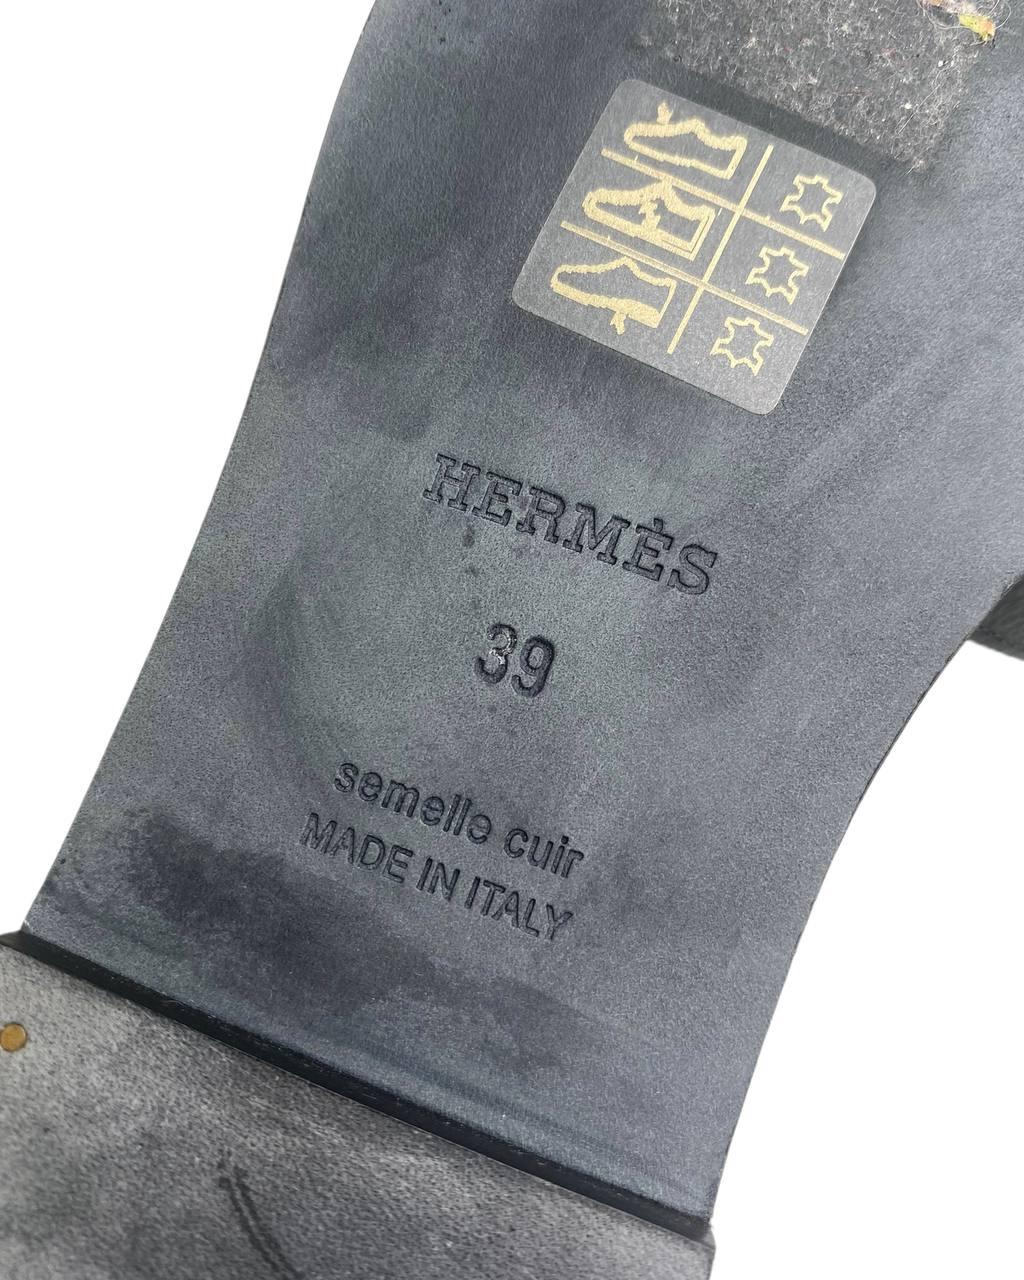 HERMÈS
39
semelle cuir
MADE IN ITALY